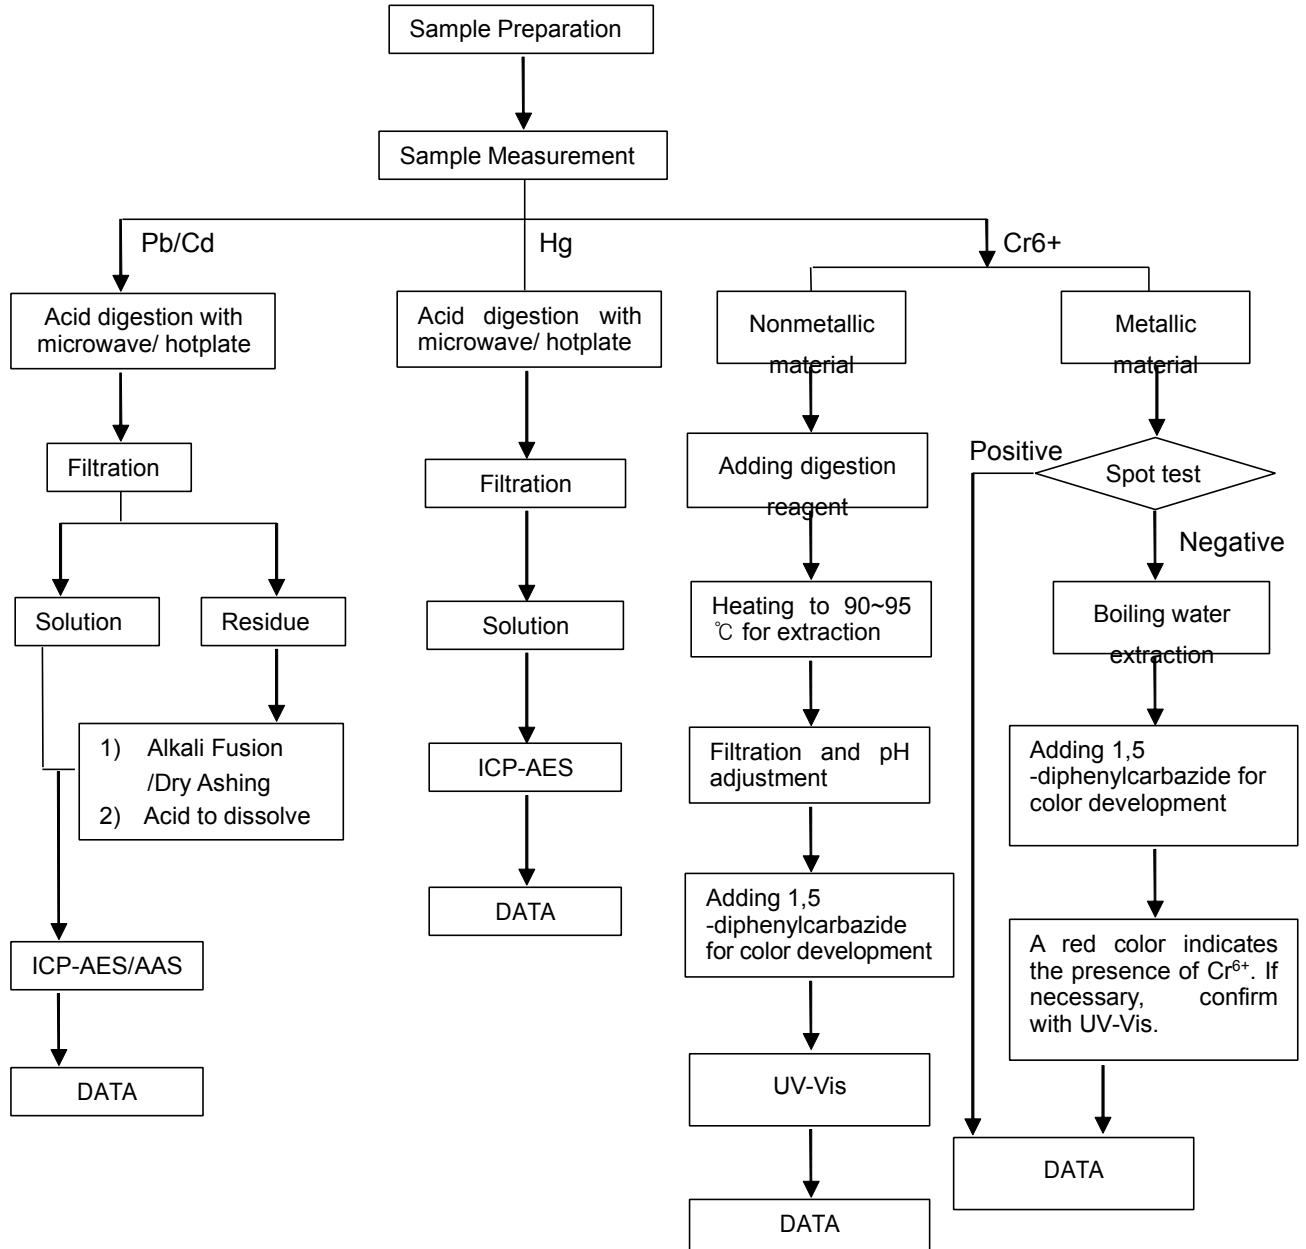 Sample Preparation
Sample Measurement
Pb/Cd
Hg
Cr6+
Acid digestion with
microwave/ hotplate
Filtration
Solution
Residue
1) Alkali Fusion
/Dry Ashing
2) Acid to dissolve
ICP-AES/AAS
DATA
Acid digestion with
microwave/ hotplate
Filtration
Solution
ICP-AES
DATA
Nonmetallic
material
Adding digestion
reagent
Heating to 90~95
℃ for extraction
Filtration and pH
adjustment
Adding 1,5
-diphenylcarbazide
for color development
UV-Vis
DATA
Metallic
material
Spot test
Positive
Negative
Boiling water
extraction
Adding 1,5
-diphenylcarbazide for
color development
A red color indicates
the presence of Cr⁶⁺. If
necessary, confirm
with UV-Vis.
DATA